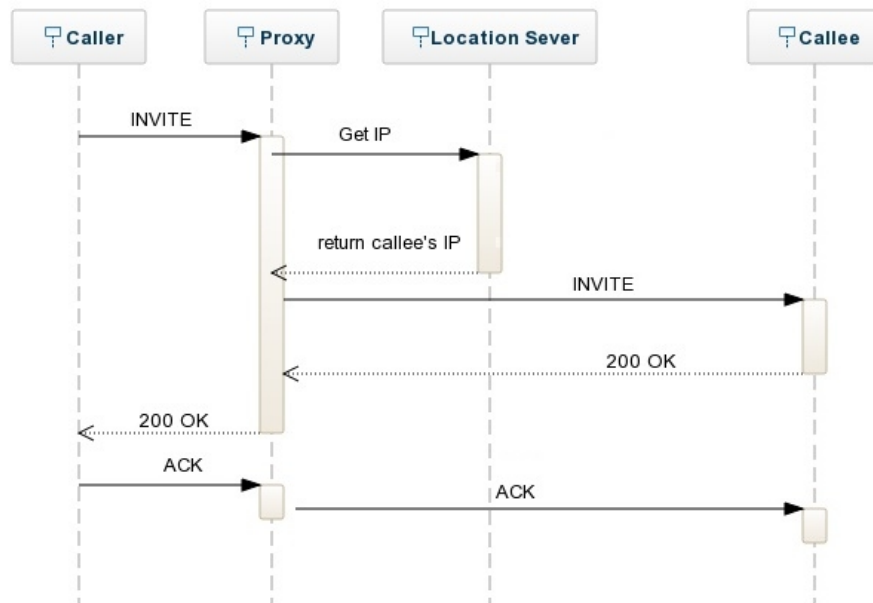 Caller
Proxy
Location Sever
Callee
INVITE
Get IP
return callee's IP
INVITE
200 OK
200 OK
ACK
ACK